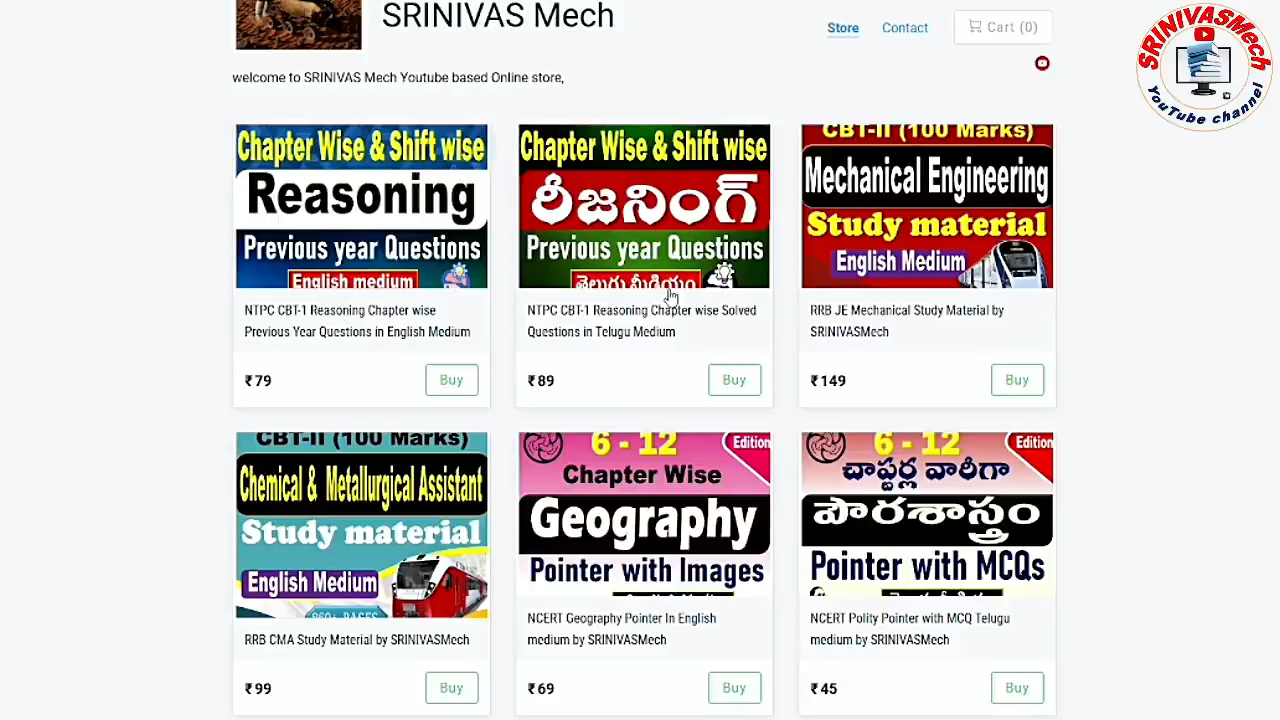 SRINIVAS Mech
Store
Contact
Cart (0)
SRINIVASMech
YouTube channel
welcome to SRINIVAS Mech Youtube based Online store,
Chapter Wise & Shift wise
Reasoning
Previous year Questions
English medium
NTPC CBT-1 Reasoning Chapter wise
Previous Year Questions in English Medium
₹79
Buy
Chapter Wise & Shift wise
రీజనింగ్
Previous year Questions
తెలుగు మీడియం
NTPC CBT-1 Reasoning Chapter wise Solved
Questions in Telugu Medium
₹89
Buy
CBT-II (100 Marks)
Mechanical Engineering
Study material
English Medium
RRB JE Mechanical Study Material by
SRINIVASMech
₹149
Buy
CBT-II (100 Marks)
Chemical & Metallurgical Assistant
Study material
English Medium
RRB CMA Study Material by SRINIVASMech
₹99
Buy
6 - 12
Edition
Chapter Wise
Geography
Pointer with Images
NCERT Geography Pointer In English
medium by SRINIVASMech
₹69
Buy
6 - 12
Edition
చాప్టర్ల వారీగా
పౌరశాస్త్రం
Pointer with MCQs
NCERT Polity Pointer with MCQ Telugu
medium by SRINIVASMech
₹45
Buy